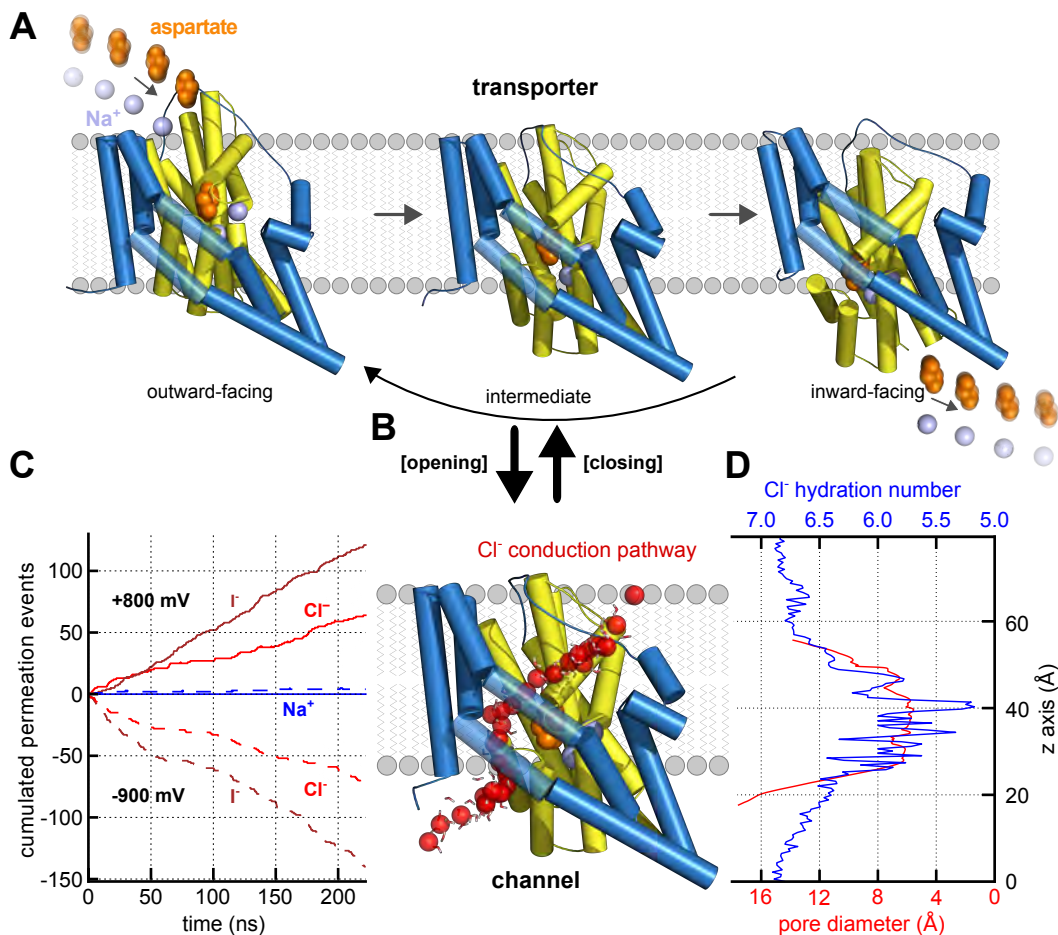 A
aspartate
Na⁺
transporter
outward-facing
intermediate
inward-facing
B
[opening]
[closing]
C
cumulated permeation events
100
50
0
-50
-100
-150
+800 mV
I⁻
Cl⁻
Na⁺
-900 mV
I⁻
Cl⁻
0 50 100 150 200
time (ns)
Cl⁻ conduction pathway
channel
D
Cl⁻ hydration number
7.0 6.5 6.0 5.5 5.0
60
40
20
0
z axis (Å)
16 12 8 4 0
pore diameter (Å)